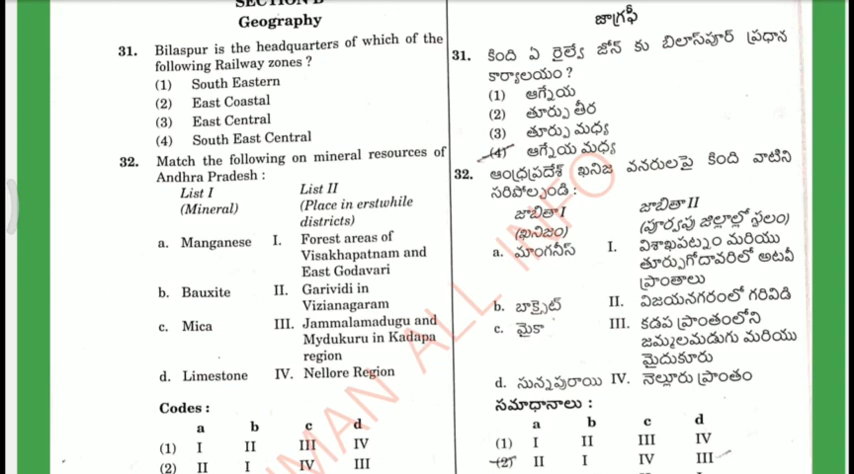 SECTION B
Geography
31. Bilaspur is the headquarters of which of the
following Railway zones ?
(1) South Eastern
(2) East Coastal
(3) East Central
(4) South East Central
32. Match the following on mineral resources of
Andhra Pradesh :
List I List II
(Mineral) (Place in erstwhile
districts)
a. Manganese I. Forest areas of
Visakhapatnam and
East Godavari
b. Bauxite II. Garividi in
Vizianagaram
c. Mica III. Jammalamadugu and
Mydukuru in Kadapa
region
d. Limestone IV. Nellore Region
Codes :
a b c d
(1) I II III IV
(2) II I IV III
జాగ్రఫీ
31. కింది ఏ రైల్వే జోన్ కు బిలాస్‌పూర్ ప్రధాన
కార్యాలయం ?
(1) ఆగ్నేయ
(2) తూర్పు తీర
(3) తూర్పు మధ్య
(4) ఆగ్నేయ మధ్య
32. ఆంధ్రప్రదేశ్ ఖనిజ వనరులపై కింది వాటిని
సరిపోల్చండి :
జాబితా I జాబితా II
(ఖనిజం) (పూర్వపు జిల్లాల్లో స్థలం)
a. మాంగనీస్ I. విశాఖపట్నం మరియు
తూర్పుగోదావరిలో అటవీ
ప్రాంతాలు
b. బాక్సైట్ II. విజయనగరంలో గరివిడి
c. మైకా III. కడప ప్రాంతంలోని
జమ్మలమడుగు మరియు
మైదుకూరు
d. సున్నపురాయి IV. నెల్లూరు ప్రాంతం
సమాధానాలు :
a b c d
(1) I II III IV
(2) II I IV III
MAN ALL INFO